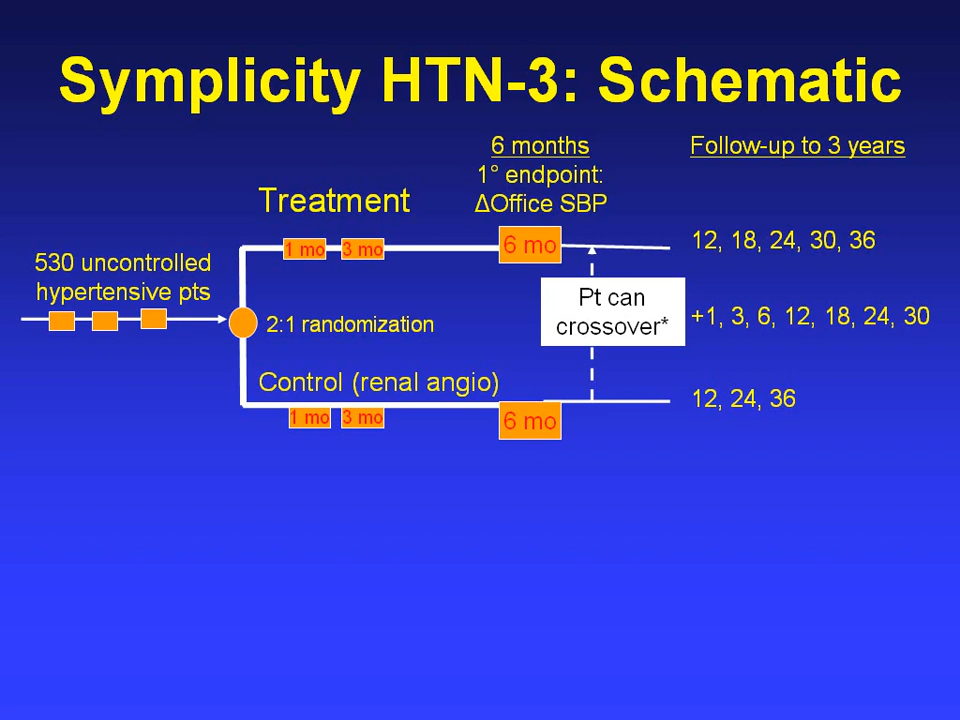 Symplicity HTN-3: Schematic
6 months
1° endpoint:
ΔOffice SBP
Follow-up to 3 years
Treatment
1 mo
3 mo
6 mo
12, 18, 24, 30, 36
530 uncontrolled
hypertensive pts
2:1 randomization
Pt can
crossover*
+1, 3, 6, 12, 18, 24, 30
Control (renal angio)
1 mo
3 mo
6 mo
12, 24, 36